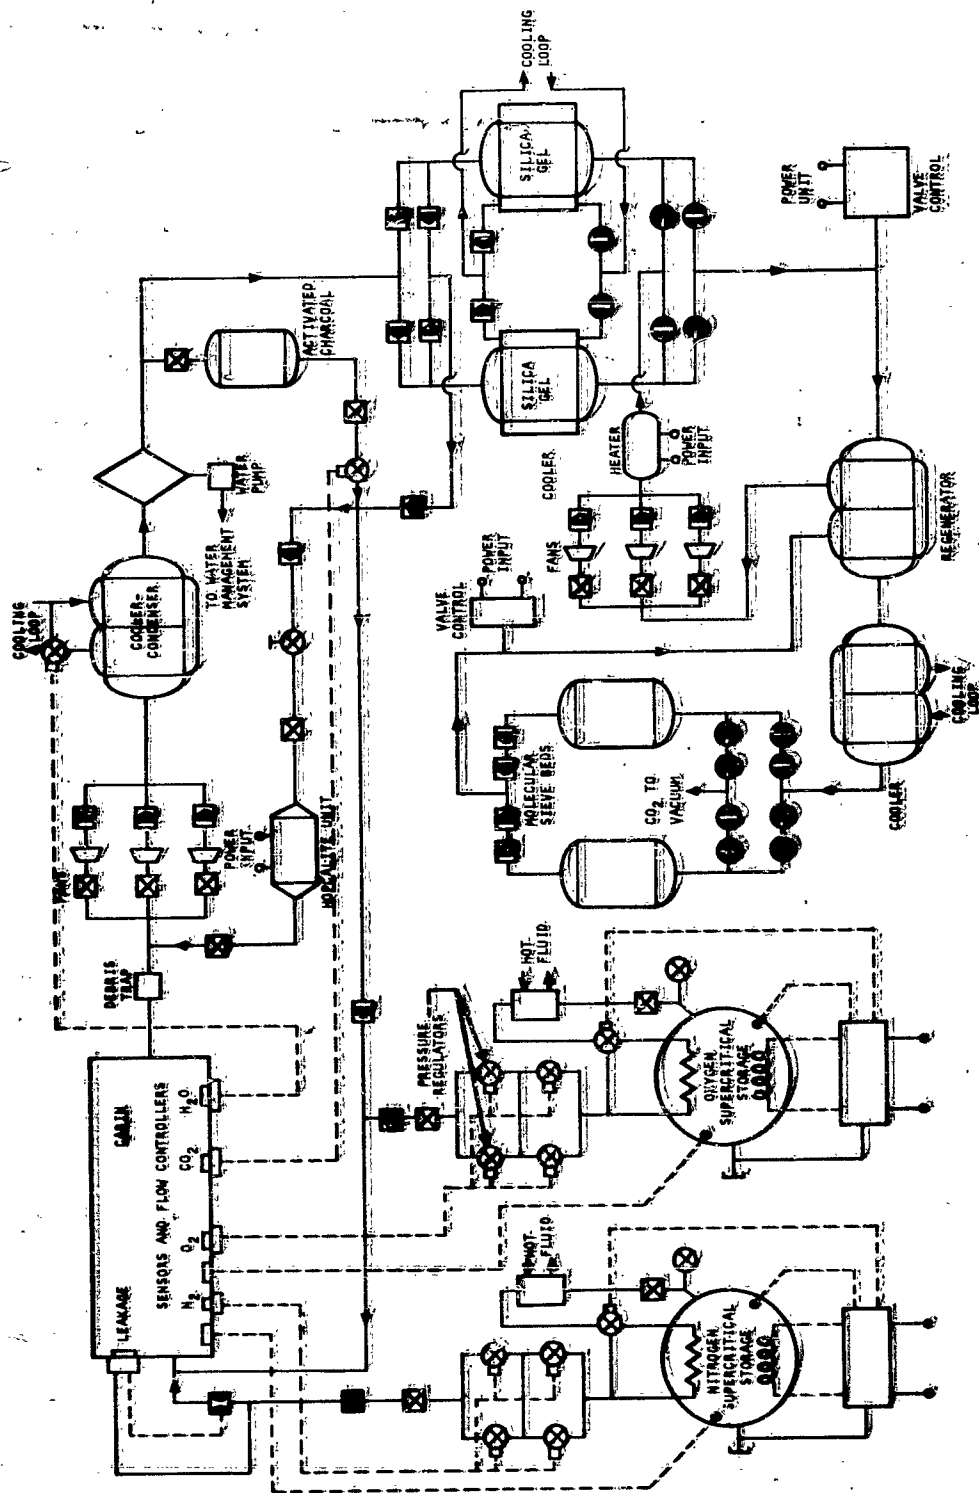 COOLING
LOOP
COOLER-
CONDENSER
TO WATER
MANAGEMENT
SYSTEM
WATER
PUMP
ACTIVATED
CHARCOAL
COOLING
LOOP
SILICA
GEL
SILICA
GEL
FANS
POWER
INPUT
DEBRIS
TRAP
CABIN
SENSORS AND FLOW CONTROLLERS
LEAKAGE
N2
O2
CO2
H2O
COOLER
HEATER
POWER
INPUT
FANS
POWER
UNIT
VALVE
CONTROL
VALVE
CONTROL
POWER
INPUT
REGENERATOR
MOLECULAR
SIEVE BEDS
CO2 TO
VACUUM
COOLER
COOLING
LOOP
PRESSURE
REGULATORS
HOT-
FLUID
OXYGEN
SUPERCRITICAL
STORAGE
HOT-
FLUID
NITROGEN
SUPERCRITICAL
STORAGE